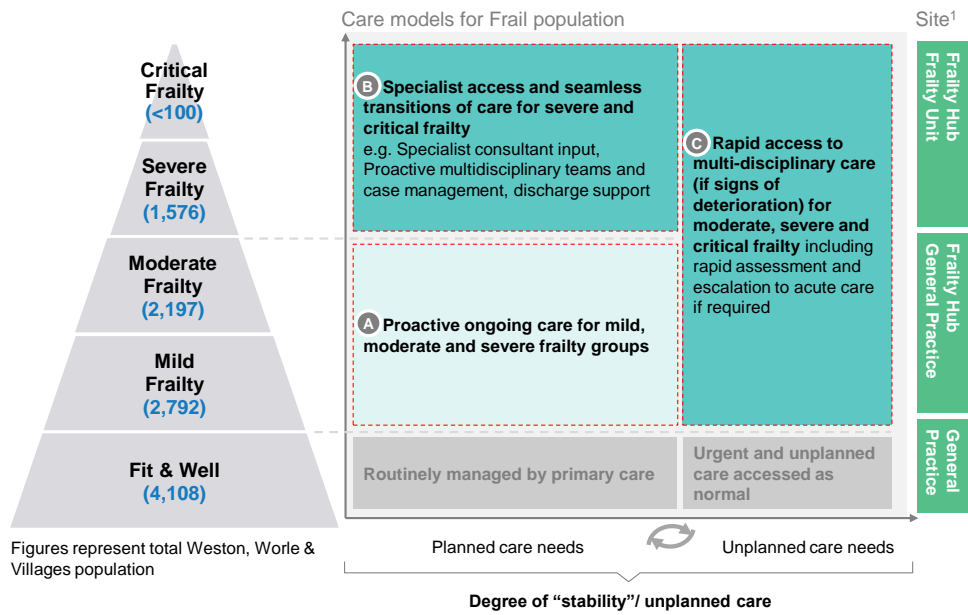 Care models for Frail population
Site1
Critical
Frailty
(<100)
Severe
Frailty
(1,576)
Moderate
Frailty
(2,197)
Mild
Frailty
(2,792)
Fit & Well
(4,108)
Figures represent total Weston, Worle &
Villages population
B Specialist access and seamless
transitions of care for severe and
critical frailty
e.g. Specialist consultant input,
Proactive multidisciplinary teams and
case management, discharge support
C Rapid access to
multi-disciplinary care
(if signs of
deterioration) for
moderate, severe and
critical frailty including
rapid assessment and
escalation to acute care
if required
A Proactive ongoing care for mild,
moderate and severe frailty groups
Routinely managed by primary care
Urgent and unplanned
care accessed as
normal
Frailty Hub
Frailty Unit
Frailty Hub
General Practice
General
Practice
Planned care needs
Unplanned care needs
Degree of “stability”/ unplanned care